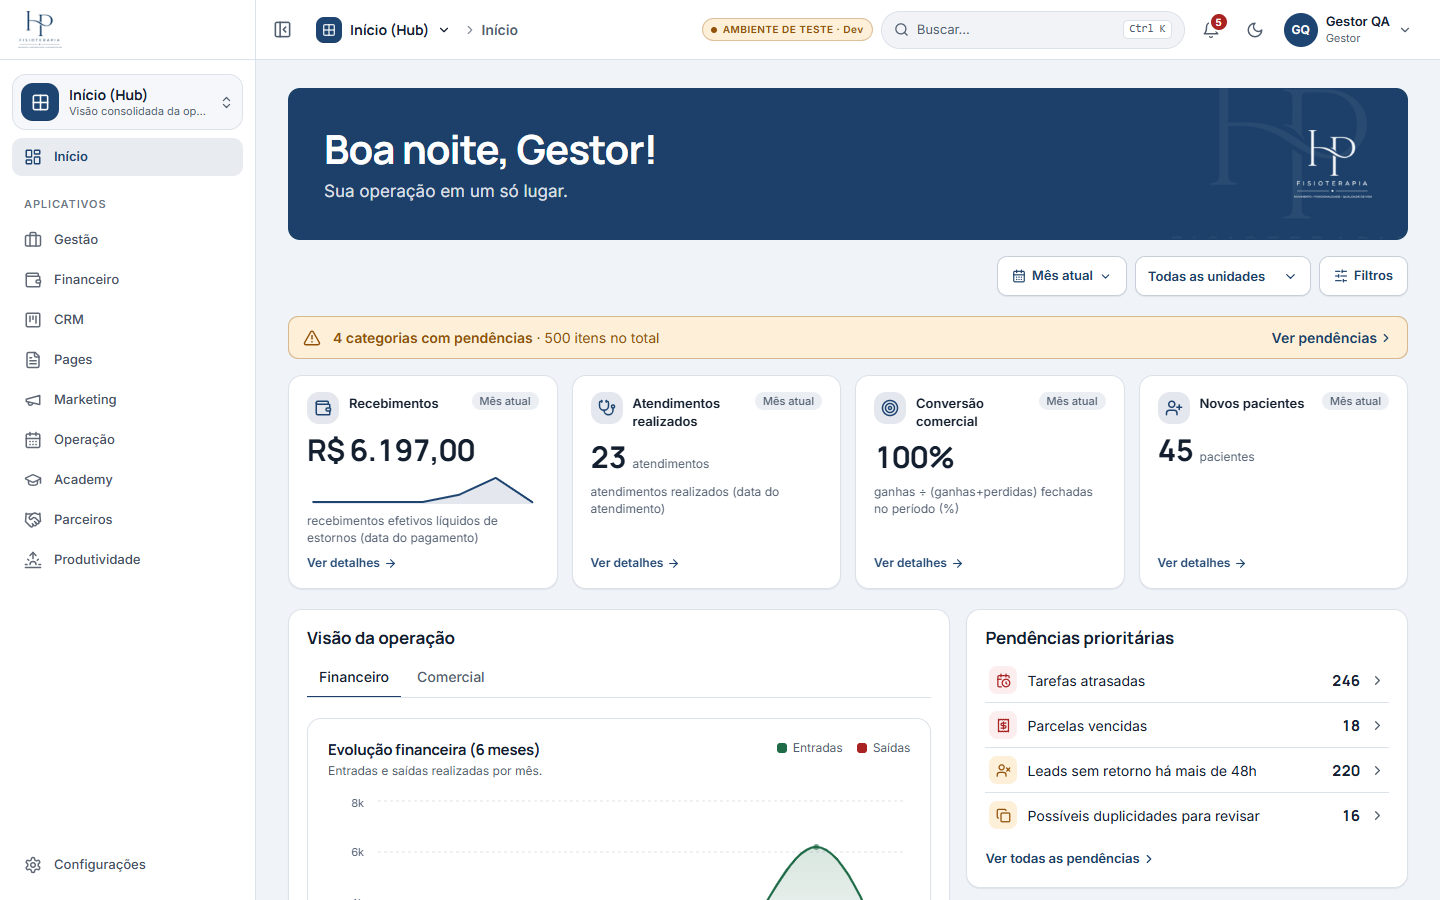 HP
FISIOTERAPIA
Início (Hub)
Início
AMBIENTE DE TESTE · Dev
Buscar...
Ctrl K
5
GQ
Gestor QA
Gestor
Início (Hub)
Visão consolidada da op...
Início
APLICATIVOS
Gestão
Financeiro
CRM
Pages
Marketing
Operação
Academy
Parceiros
Produtividade
Configurações
Boa noite, Gestor!
Sua operação em um só lugar.
HP
FISIOTERAPIA
Mês atual
Todas as unidades
Filtros
4 categorias com pendências · 500 itens no total
Ver pendências
Recebimentos
Mês atual
R$ 6.197,00
recebimentos efetivos líquidos de
estornos (data do pagamento)
Ver detalhes
Atendimentos
realizados
Mês atual
23 atendimentos
atendimentos realizados (data do
atendimento)
Ver detalhes
Conversão
comercial
Mês atual
100%
ganhas ÷ (ganhas+perdidas) fechadas
no período (%)
Ver detalhes
Novos pacientes
Mês atual
45 pacientes
Ver detalhes
Visão da operação
Financeiro
Comercial
Evolução financeira (6 meses)
Entradas e saídas realizadas por mês.
Entradas
Saídas
8k
6k
Pendências prioritárias
Tarefas atrasadas
246
Parcelas vencidas
18
Leads sem retorno há mais de 48h
220
Possíveis duplicidades para revisar
16
Ver todas as pendências